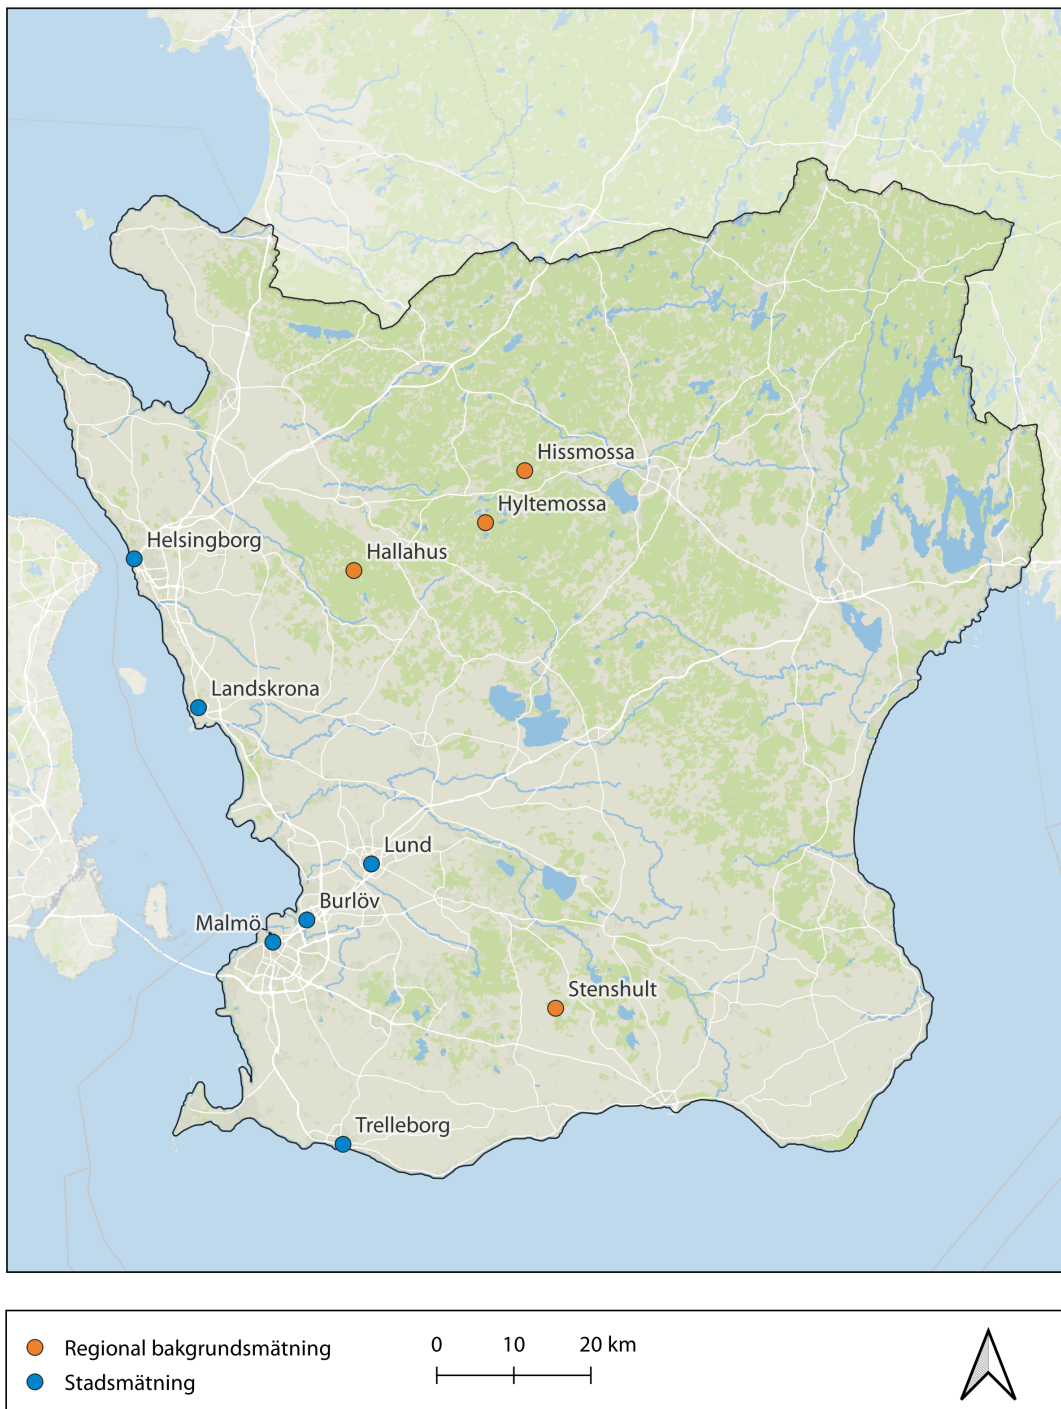 Hissmossa
Hyltemossa
Helsingborg
Hallahus
Landskrona
Lund
Burlöv
Malmö
Stenshult
Trelleborg
Regional bakgrundsmätning
Stadsmätning
0 10 20 km